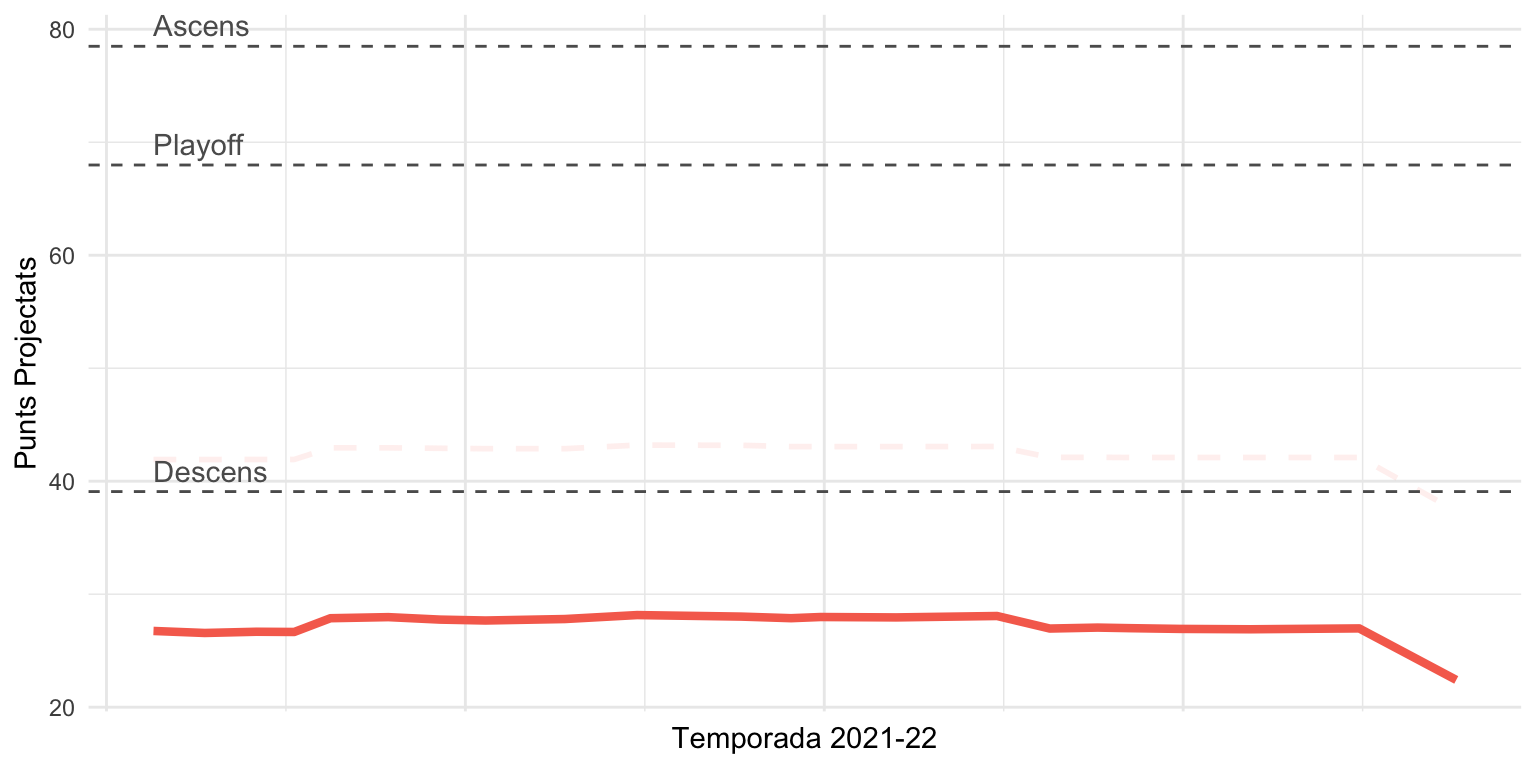 80
Ascens
Playoff
60
Punts Projectats
40
Descens
20
Temporada 2021-22